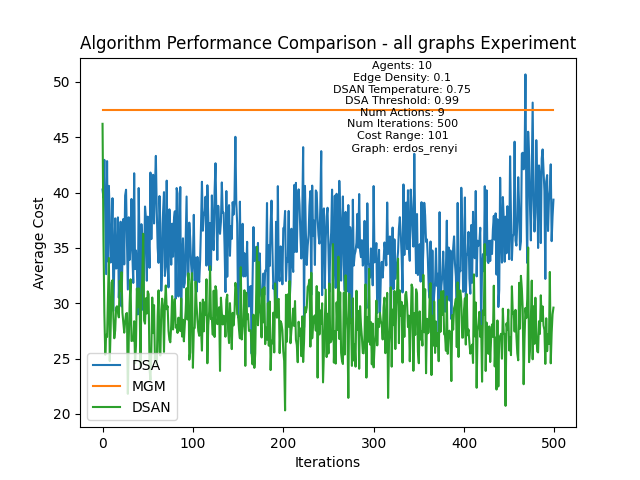 Algorithm Performance Comparison - all graphs Experiment
Agents: 10
Edge Density: 0.1
DSAN Temperature: 0.75
DSA Threshold: 0.99
Num Actions: 9
Num Iterations: 500
Cost Range: 101
Graph: erdos_renyi
Average Cost
50
45
40
35
30
25
20
DSA
MGM
DSAN
0
100
200
300
400
500
Iterations